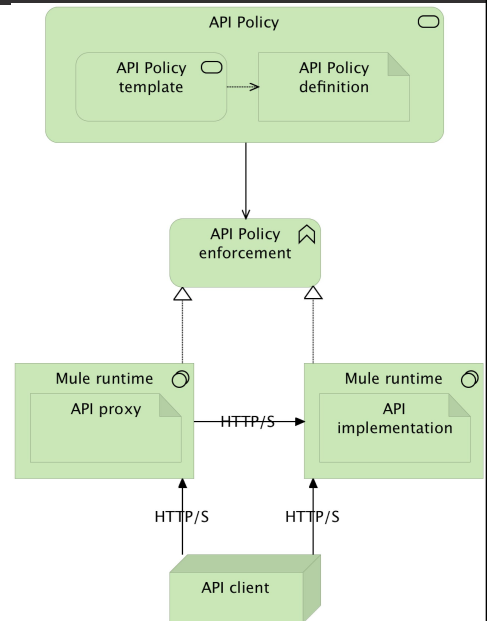 API Policy
API Policy
template
API Policy
definition
API Policy
enforcement
Mule runtime
API proxy
HTTP/S
Mule runtime
API
implementation
HTTP/S
HTTP/S
API client